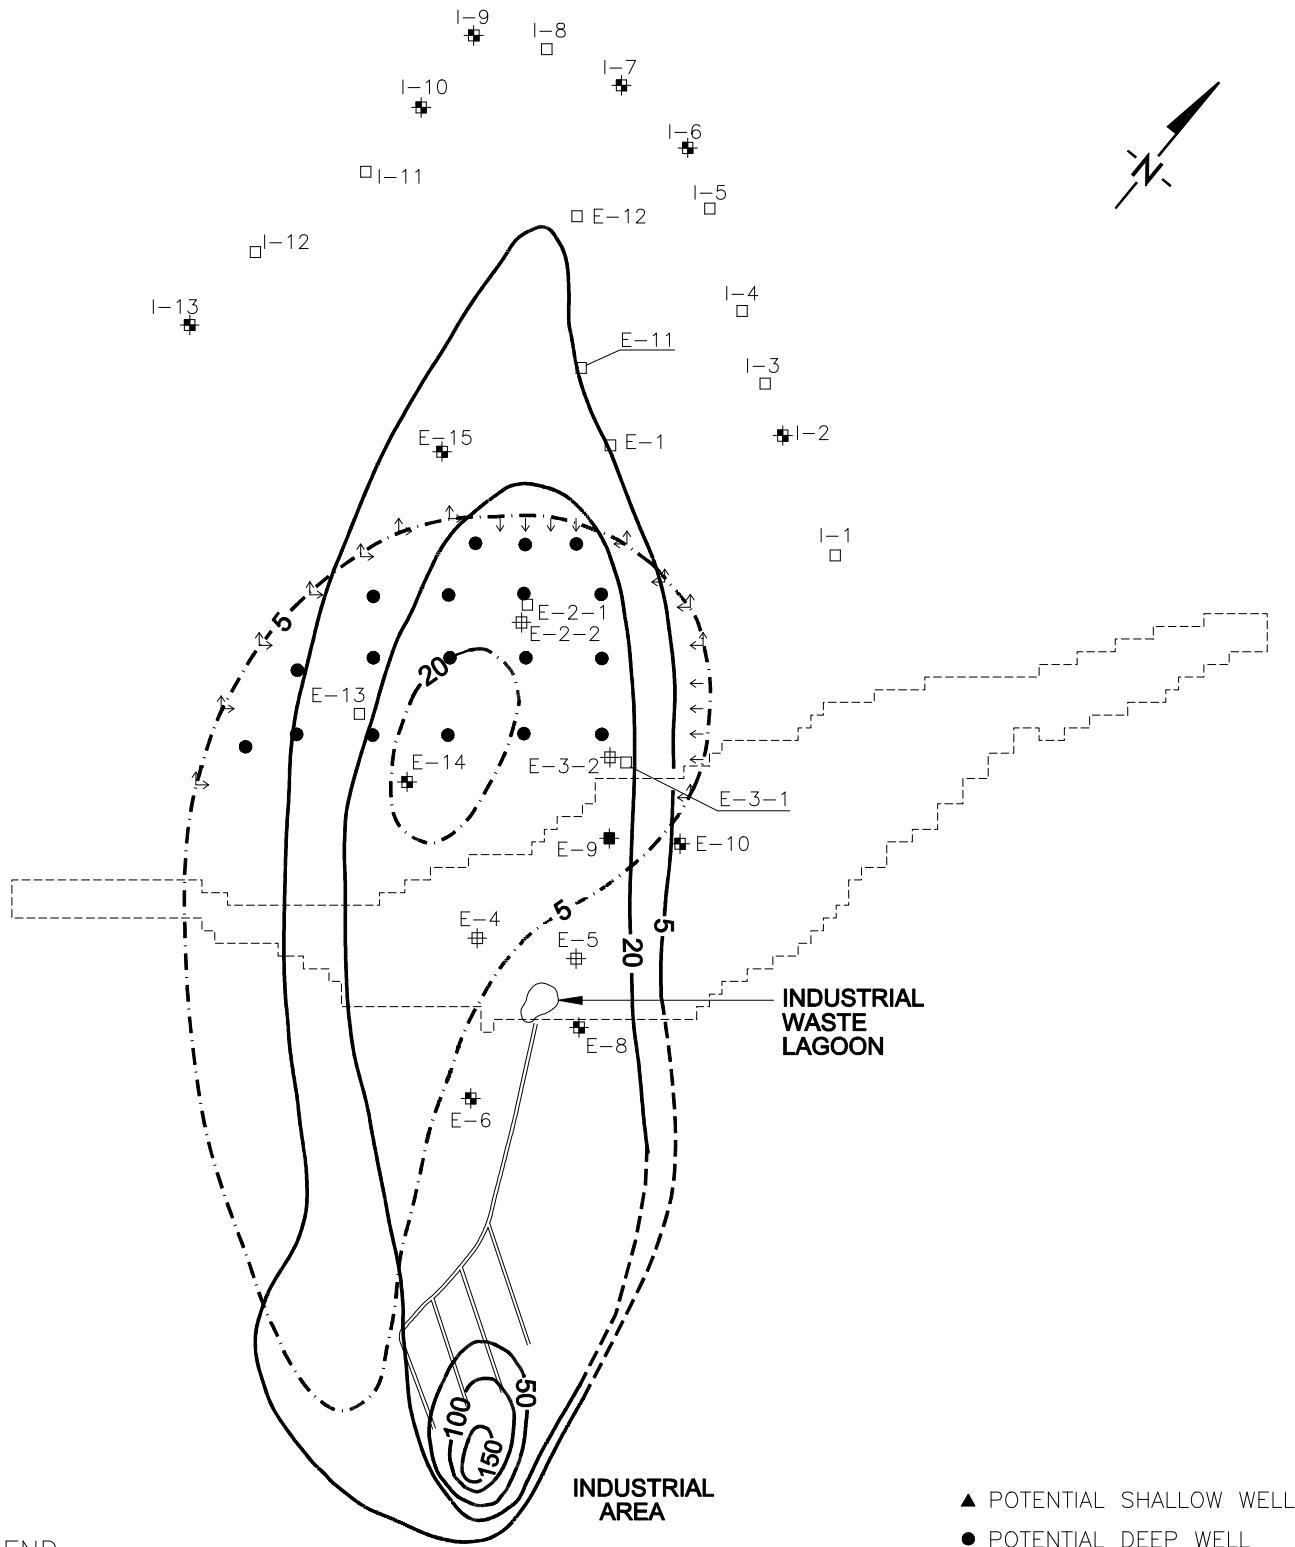 I-9
I-8
I-7
I-10
I-6
I-11
I-5
N
E-12
I-12
I-4
I-13
E-11
I-3
E-15
E-1
I-2
I-1
5
E-2-1
E-2-2
20
E-13
E-14
E-3-2
E-3-1
E-9
E-10
5
E-4
E-5
5
20
INDUSTRIAL
WASTE
LAGOON
E-8
E-6
50
100
150
INDUSTRIAL
AREA
▲ POTENTIAL SHALLOW WELL
● POTENTIAL DEEP WELL